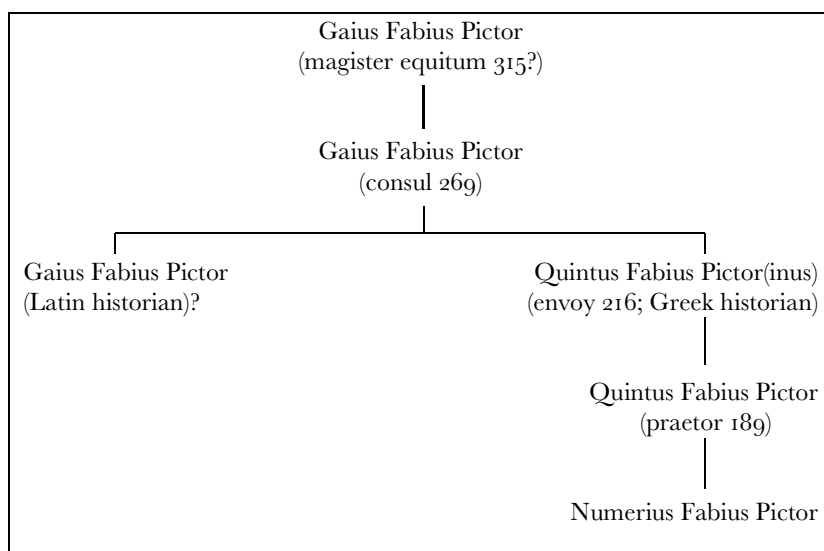 Gaius Fabius Pictor
(magister equitum 315?)
Gaius Fabius Pictor
(consul 269)
Gaius Fabius Pictor
(Latin historian)?
Quintus Fabius Pictor(inus)
(envoy 216; Greek historian)
Quintus Fabius Pictor
(praetor 189)
Numerius Fabius Pictor